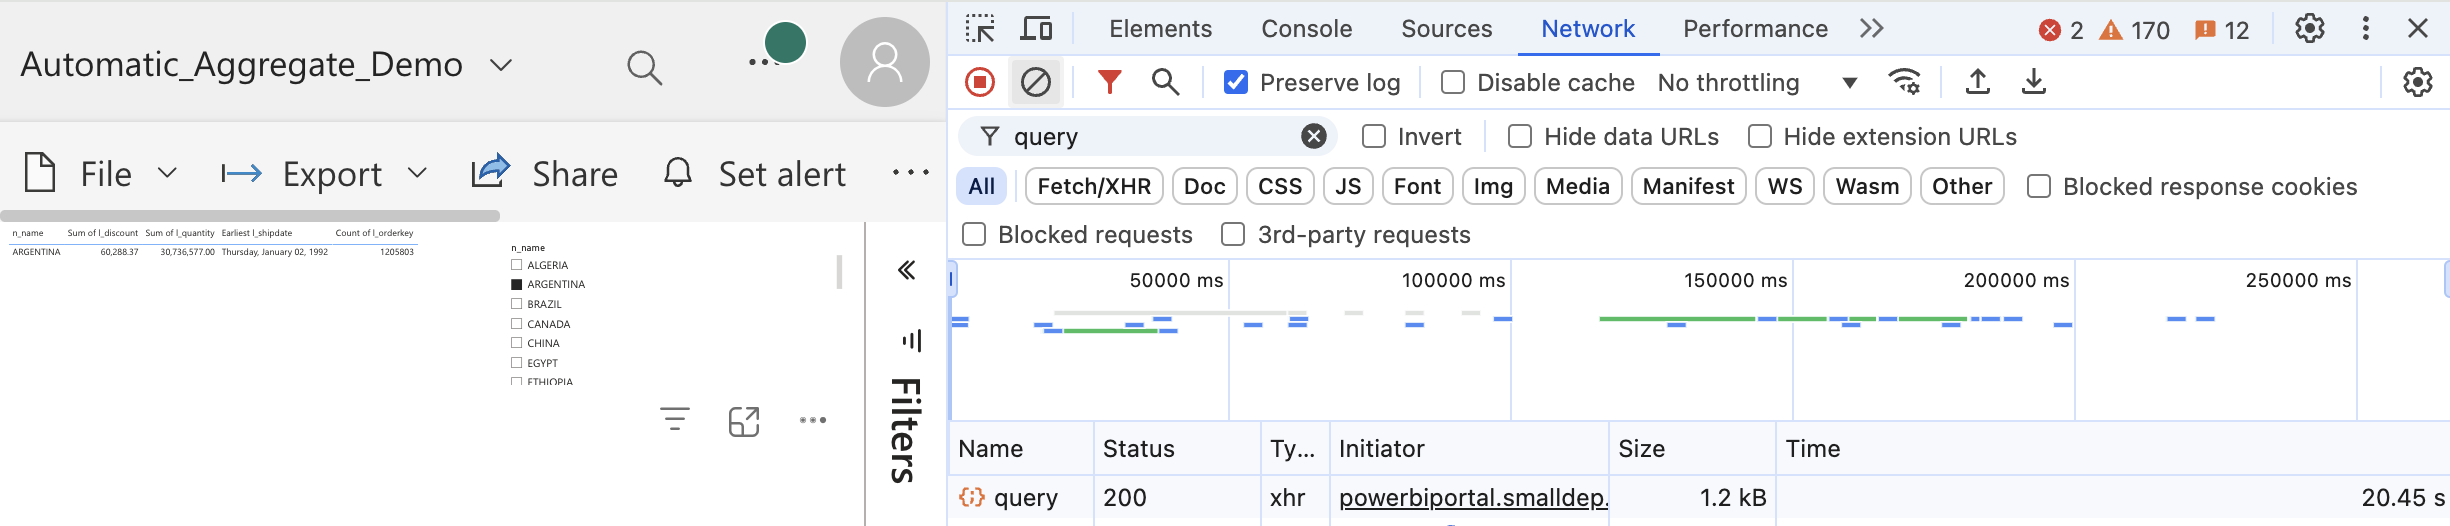 Automatic_Aggregate_Demo
File
Export
Share
Set alert
n_name Sum of l_discount Sum of l_quantity Earliest l_shipdate Count of l_orderkey
ARGENTINA 60,288.37 30,736,577.00 Thursday, January 02, 1992 1205803
n_name
ALGERIA
ARGENTINA
BRAZIL
CANADA
CHINA
EGYPT
ETHIOPIA
Filters
Elements Console Sources Network Performance 2 170 12
Preserve log Disable cache No throttling
query Invert Hide data URLs Hide extension URLs
All Fetch/XHR Doc CSS JS Font Img Media Manifest WS Wasm Other Blocked response cookies
Blocked requests 3rd-party requests
50000 ms 100000 ms 150000 ms 200000 ms 250000 ms
Name Status Ty... Initiator Size Time
query 200 xhr powerbiportal.smalldep. 1.2 kB 20.45 s